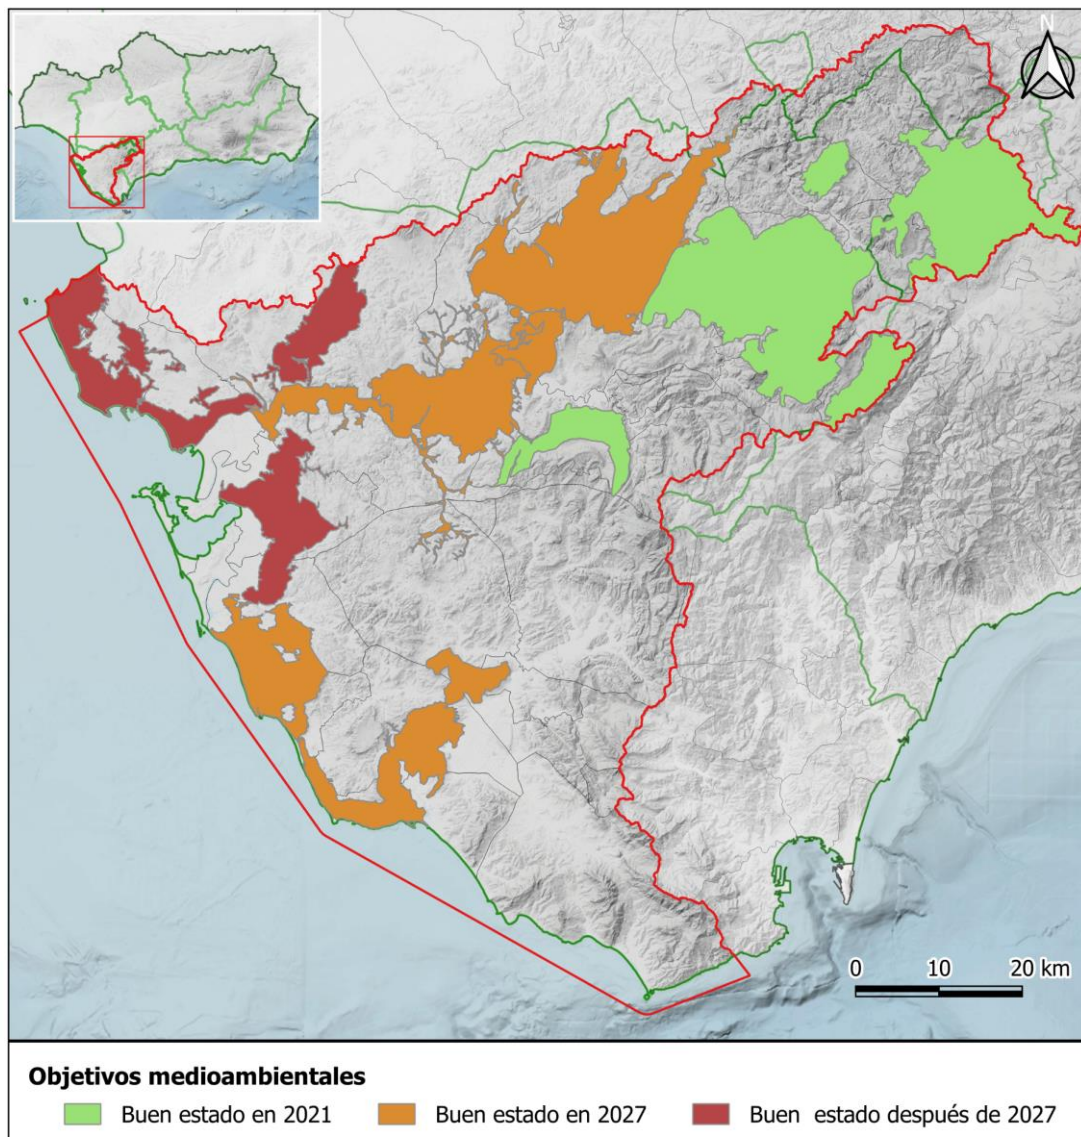 N
0 10 20 km
Objetivos medioambientales
Buen estado en 2021 Buen estado en 2027 Buen estado después de 2027